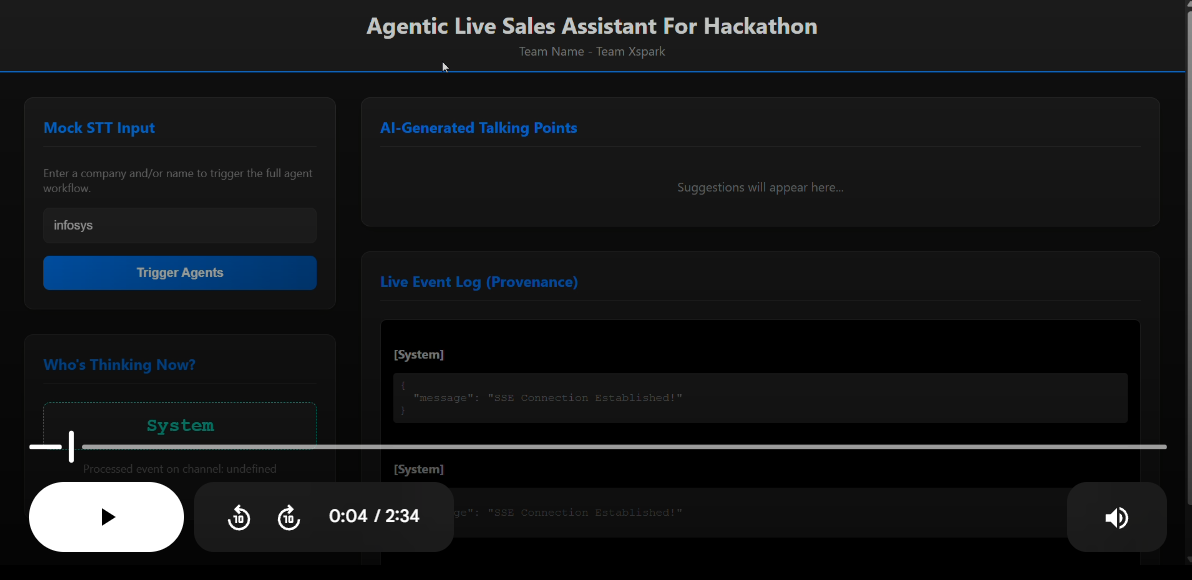 Agentic Live Sales Assistant For Hackathon
Team Name - Team Xspark
Mock STT Input
Enter a company and/or name to trigger the full agent
workflow.
infosys
Trigger Agents
Who's Thinking Now?
System
Processed event on channel: undefined
AI-Generated Talking Points
Suggestions will appear here...
Live Event Log (Provenance)
[System]
{
"message": "SSE Connection Established!"
}
[System]
ge": "SSE Connection Established!"
10
10
0:04 / 2:34